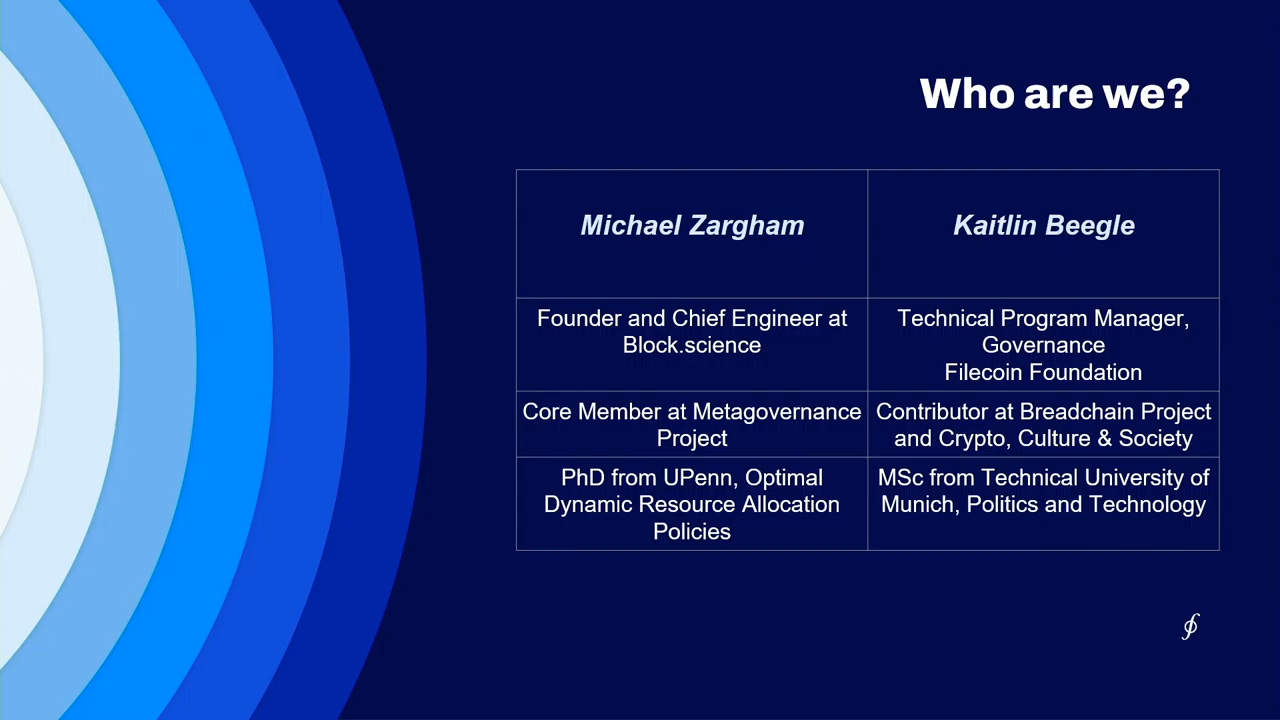 Who are we?
Michael Zargham
Kaitlin Beegle
Founder and Chief Engineer at
Block.science
Technical Program Manager,
Governance
Filecoin Foundation
Core Member at Metagovernance
Project
Contributor at Breadchain Project
and Crypto, Culture & Society
PhD from UPenn, Optimal
Dynamic Resource Allocation
Policies
MSc from Technical University of
Munich, Politics and Technology